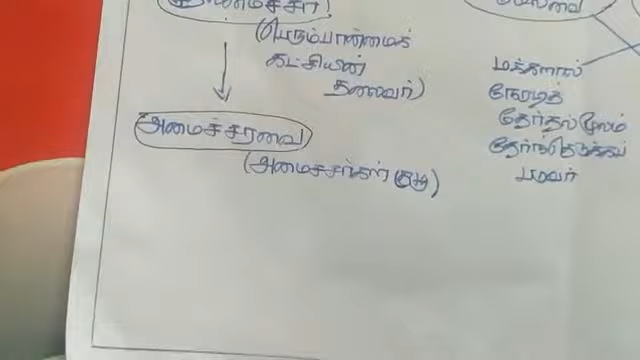 (பெரும்பான்மைக்
கட்சியின்
தலைவர்)
அமைச்சரவை
(அமைச்சர்கள் குழு)
மக்களால்
நேரடித்
தேர்தல் மூலம்
தேர்ந்தெடுக்கப்
படுவர்